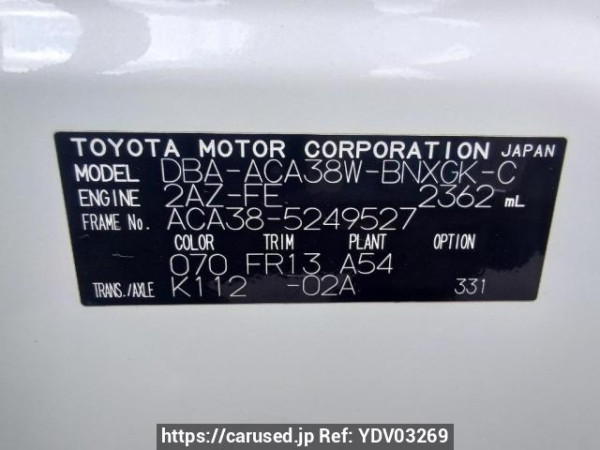 TOYOTA MOTOR CORPORATION JAPAN
MODEL DBA-ACA38W-BNXGK-C
ENGINE 2AZ-FE 2362 mL
FRAME No. ACA38-5249527
COLOR TRIM PLANT OPTION
070 FR13 A54
TRANS./AXLE K112 -02A 331
https://carused.jp Ref: YDV03269